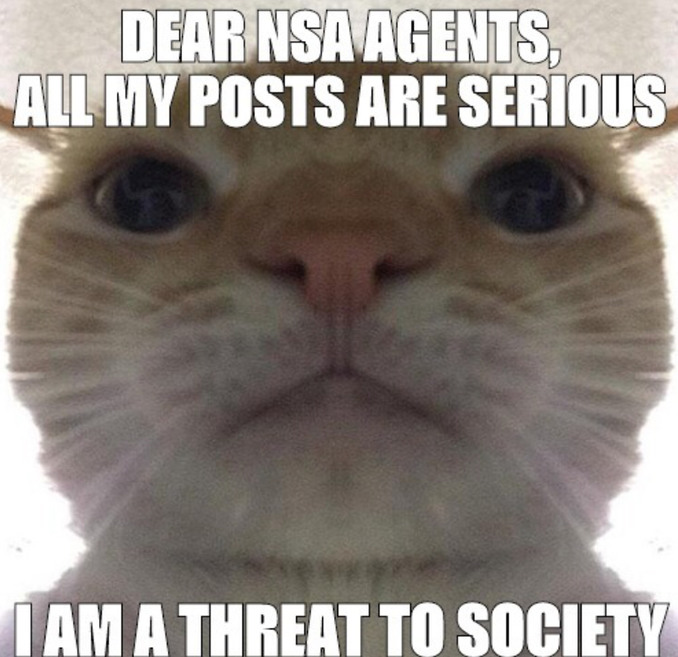 DEAR NSA AGENTS,
ALL MY POSTS ARE SERIOUS
I AM A THREAT TO SOCIETY